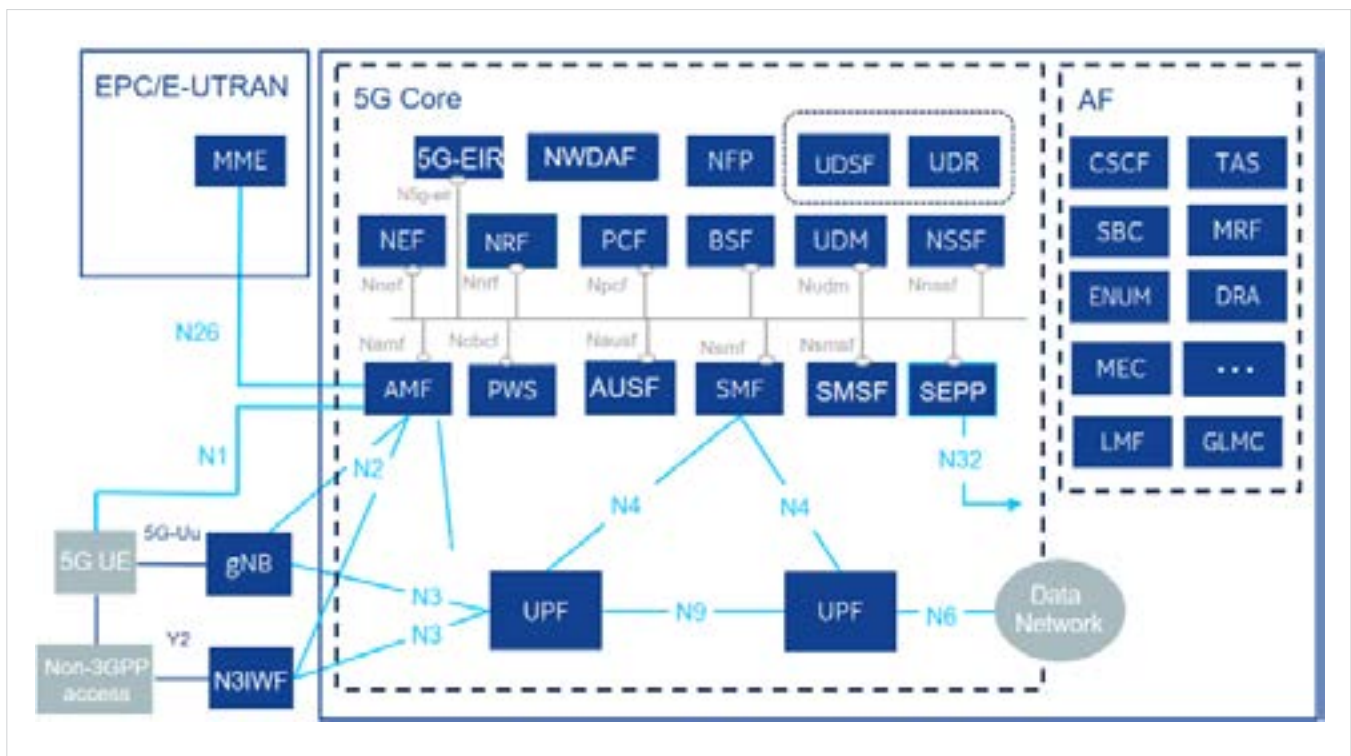 EPC/E-UTRAN
MME
5G Core
AF
5G-EIR
NWDAF
NFP
UDSF
UDR
CSCF
TAS
N5g-eir
NEF
NRF
PCF
BSF
UDM
NSSF
SBC
MRF
Nnef
Nnrf
Npcf
Nudm
Nnssf
ENUM
DRA
N26
Namf
Ncbcf
Nausf
Nsmf
Nsmsf
AMF
PWS
AUSF
SMF
SMSF
SEPP
MEC
...
N1
N2
N32
LMF
GLMC
N4
N4
5G-Uu
5G UE
gNB
N3
UPF
N9
UPF
N6
Data
Network
N3
Y2
Non-3GPP
access
N3IWF